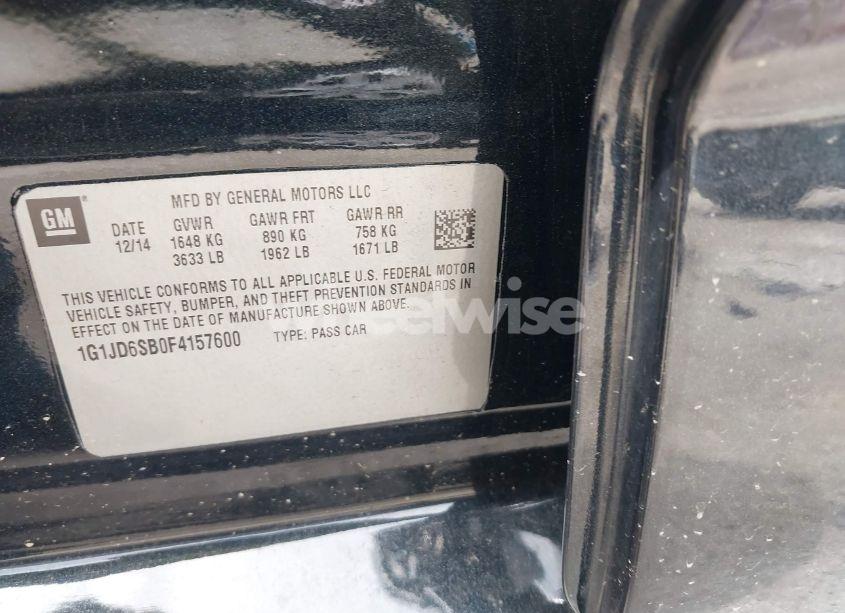 GM
MFD BY GENERAL MOTORS LLC
DATE GVWR GAWR FRT GAWR RR
12/14 1648 KG 890 KG 758 KG
3633 LB 1962 LB 1671 LB
THIS VEHICLE CONFORMS TO ALL APPLICABLE U.S. FEDERAL MOTOR
VEHICLE SAFETY, BUMPER, AND THEFT PREVENTION STANDARDS IN
EFFECT ON THE DATE OF MANUFACTURE SHOWN ABOVE.
1G1JD6SB0F4157600 TYPE: PASS CAR